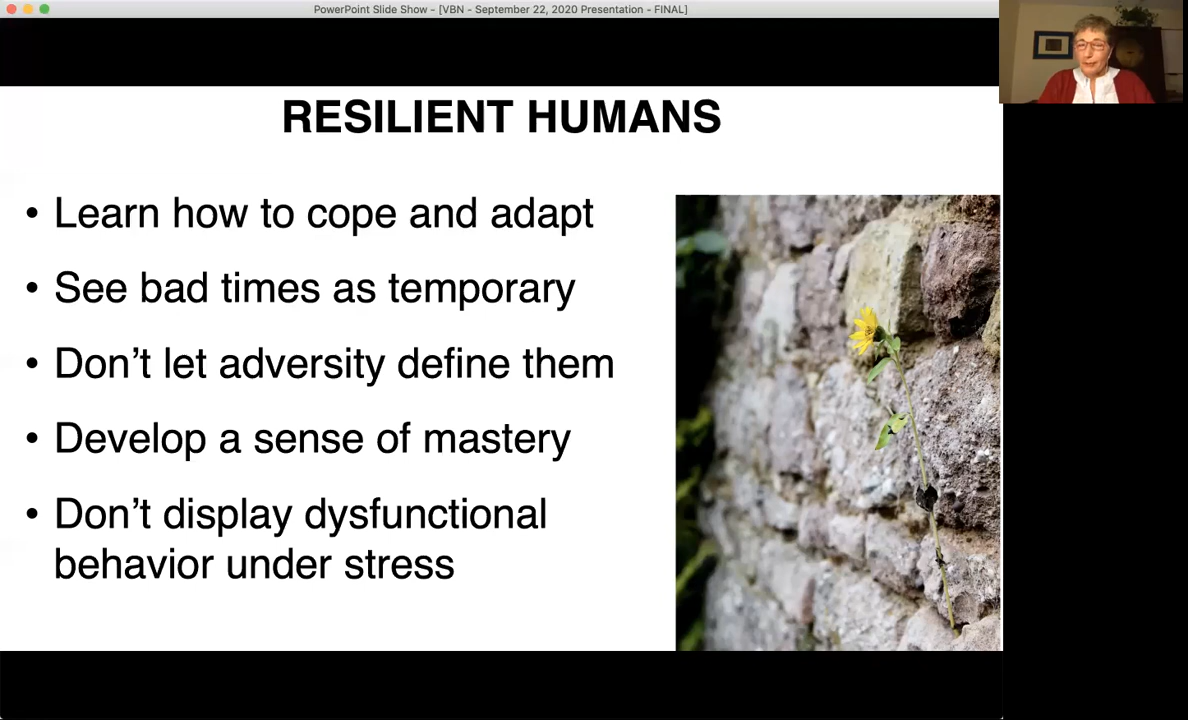 PowerPoint Slide Show - [VBN - September 22, 2020 Presentation - FINAL]
RESILIENT HUMANS
• Learn how to cope and adapt
• See bad times as temporary
• Don’t let adversity define them
• Develop a sense of mastery
• Don’t display dysfunctional
behavior under stress